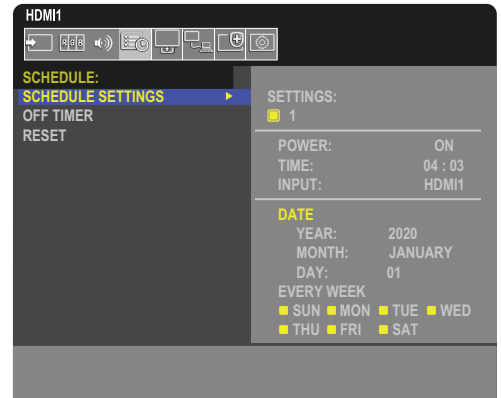 HDMI1
RGB
SCHEDULE:
SCHEDULE SETTINGS
OFF TIMER
RESET
SETTINGS:
1
POWER: ON
TIME: 04 : 03
INPUT: HDMI1
DATE
YEAR: 2020
MONTH: JANUARY
DAY: 01
EVERY WEEK
SUN MON TUE WED
THU FRI SAT